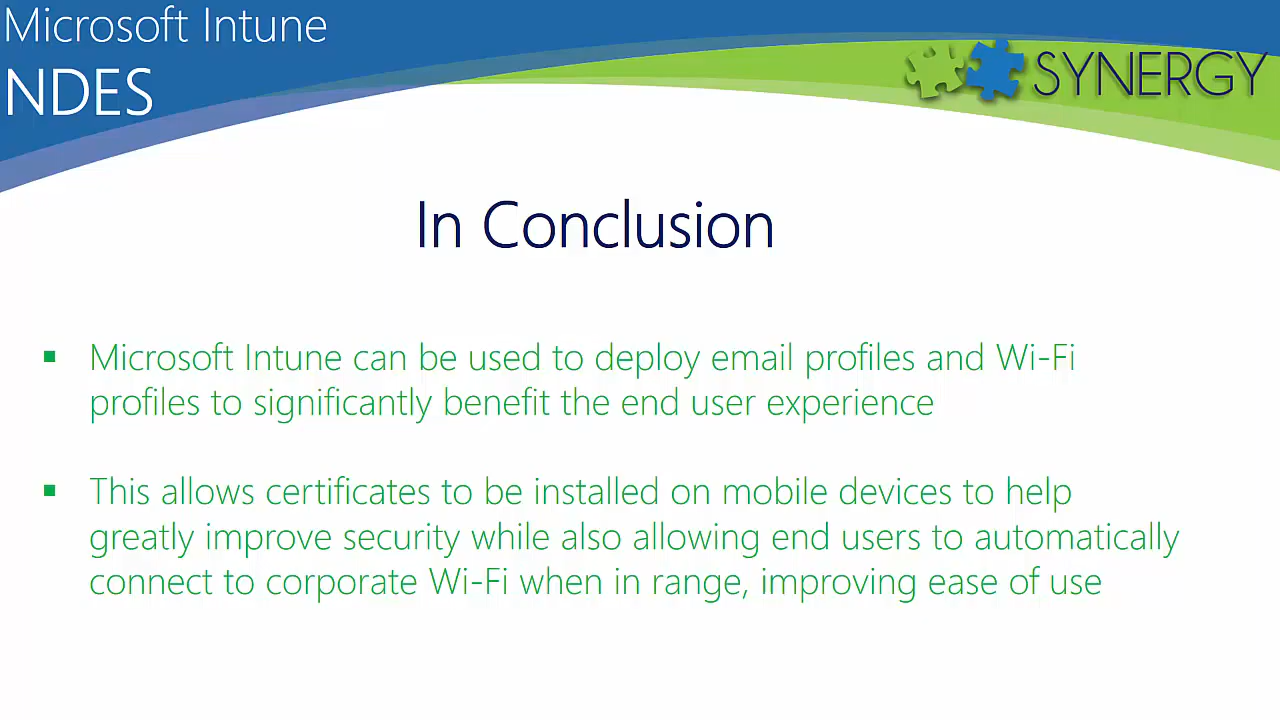 Microsoft Intune
NDES
SYNERGY
In Conclusion
▪ Microsoft Intune can be used to deploy email profiles and Wi-Fi
profiles to significantly benefit the end user experience
▪ This allows certificates to be installed on mobile devices to help
greatly improve security while also allowing end users to automatically
connect to corporate Wi-Fi when in range, improving ease of use